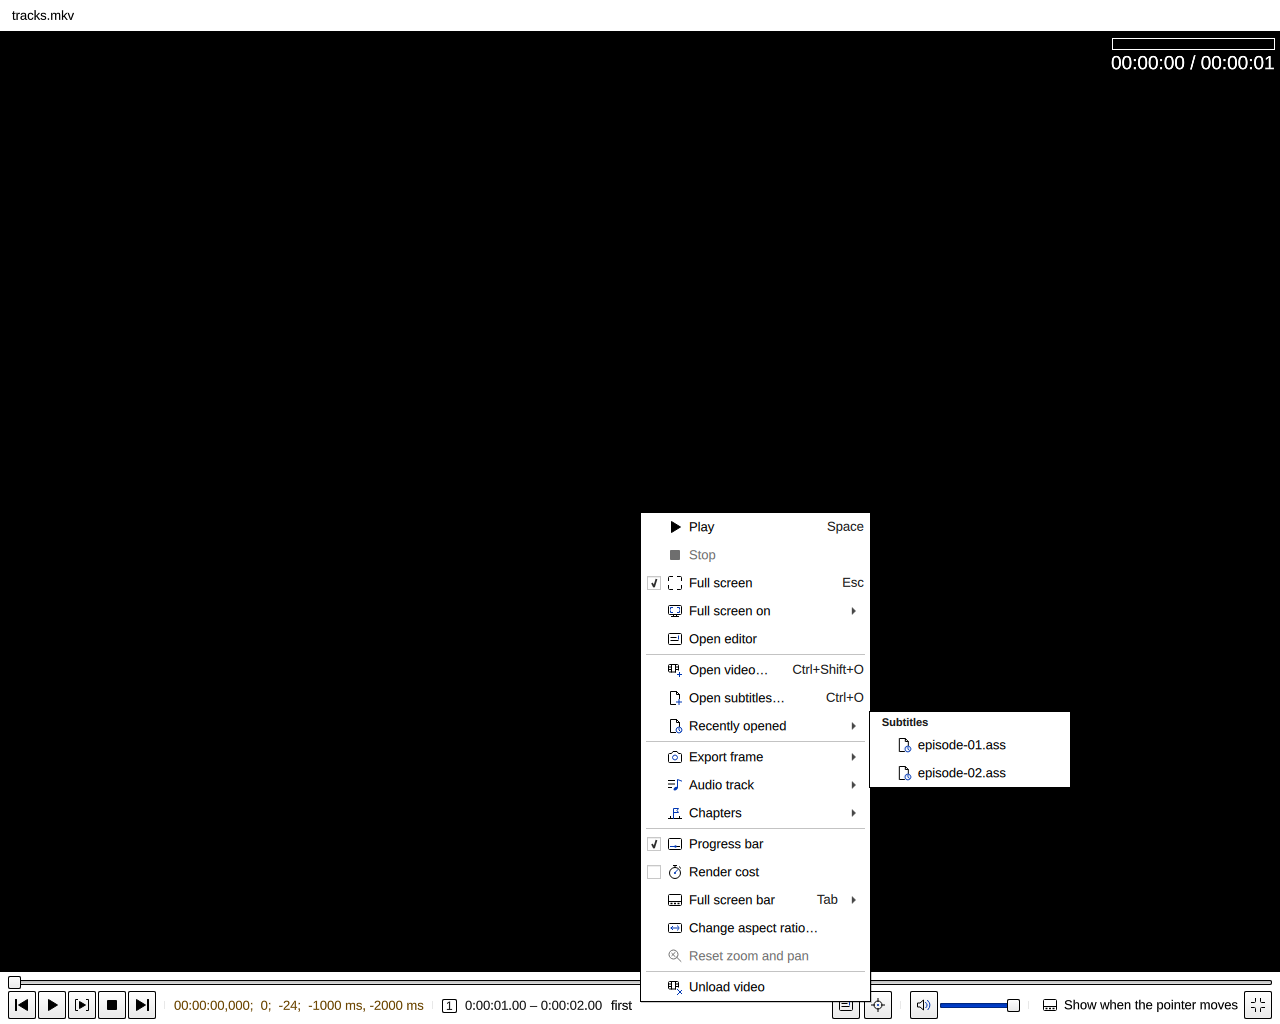 tracks.mkv
00:00:00 / 00:00:01
Play Space
Stop
Full screen Esc
Full screen on
Open editor
Open video… Ctrl+Shift+O
Open subtitles… Ctrl+O
Recently opened
Subtitles
episode-01.ass
episode-02.ass
Export frame
Audio track
Chapters
Progress bar
Render cost
Full screen bar Tab
Change aspect ratio…
Reset zoom and pan
Unload video
00:00:00,000; 0; -24; -1000 ms, -2000 ms 1 0:00:01.00 – 0:00:02.00 first Show when the pointer moves